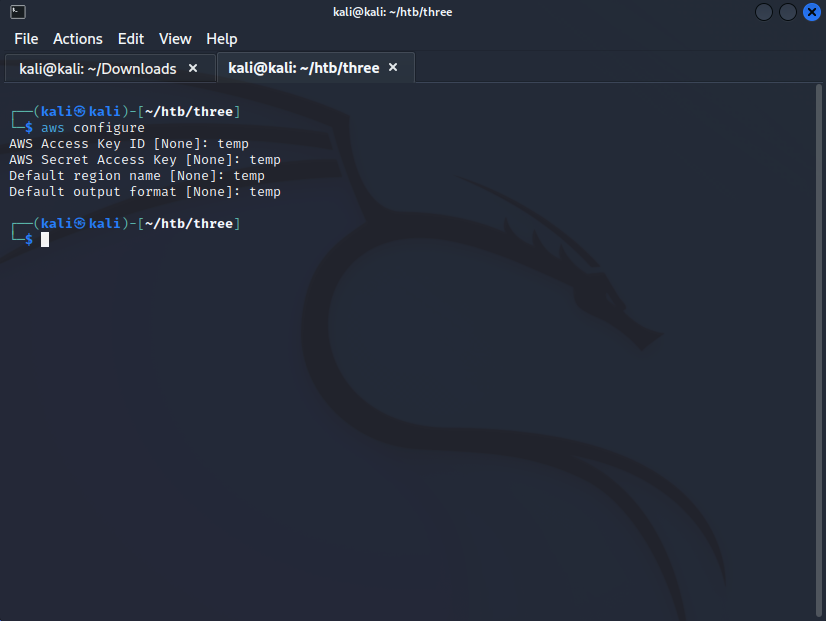 kali@kali: ~/htb/three
File Actions Edit View Help
kali@kali: ~/Downloads × kali@kali: ~/htb/three ×
┌──(kali㉿kali)-[~/htb/three]
└─$ aws configure
AWS Access Key ID [None]: temp
AWS Secret Access Key [None]: temp
Default region name [None]: temp
Default output format [None]: temp
┌──(kali㉿kali)-[~/htb/three]
└─$